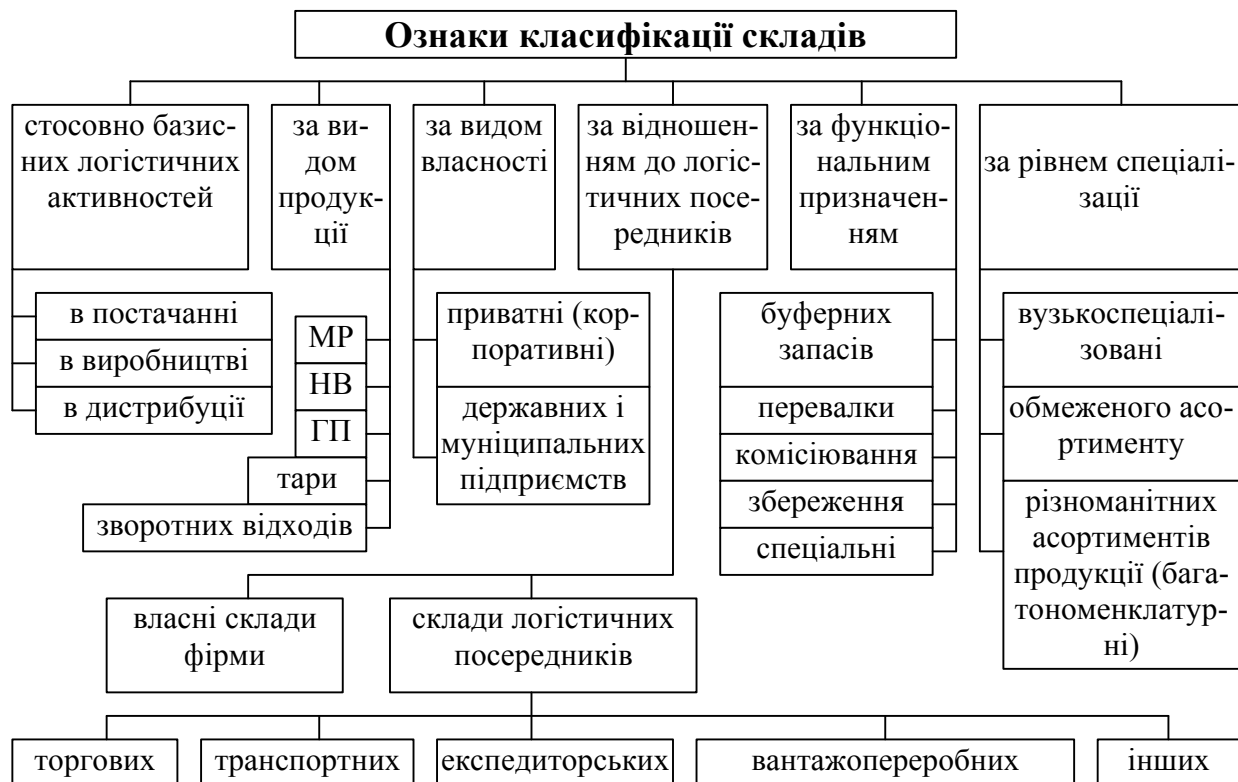 Ознаки класифікації складів
стосовно базис-
них логістичних
активностей
за ви-
дом
продук-
ції
за видом
власності
за відношен-
ням до логіс-
тичних посе-
редників
за функціо-
нальним
призначен-
ням
за рівнем спеціалі-
зації
в постачанні
в виробництві
в дистрибуції
МР
НВ
ГП
тари
зворотних відходів
приватні (кор-
поративні)
державних і
муніципальних
підприємств
буферних
запасів
перевалки
комісіювання
збереження
спеціальні
вузькоспеціалі-
зовані
обмеженого асо-
ртименту
різноманітних
асортиментів
продукції (бага-
тономенклатур-
ні)
власні склади
фірми
склади логістичних
посередників
торгових
транспортних
експедиторських
вантажопереробних
інших